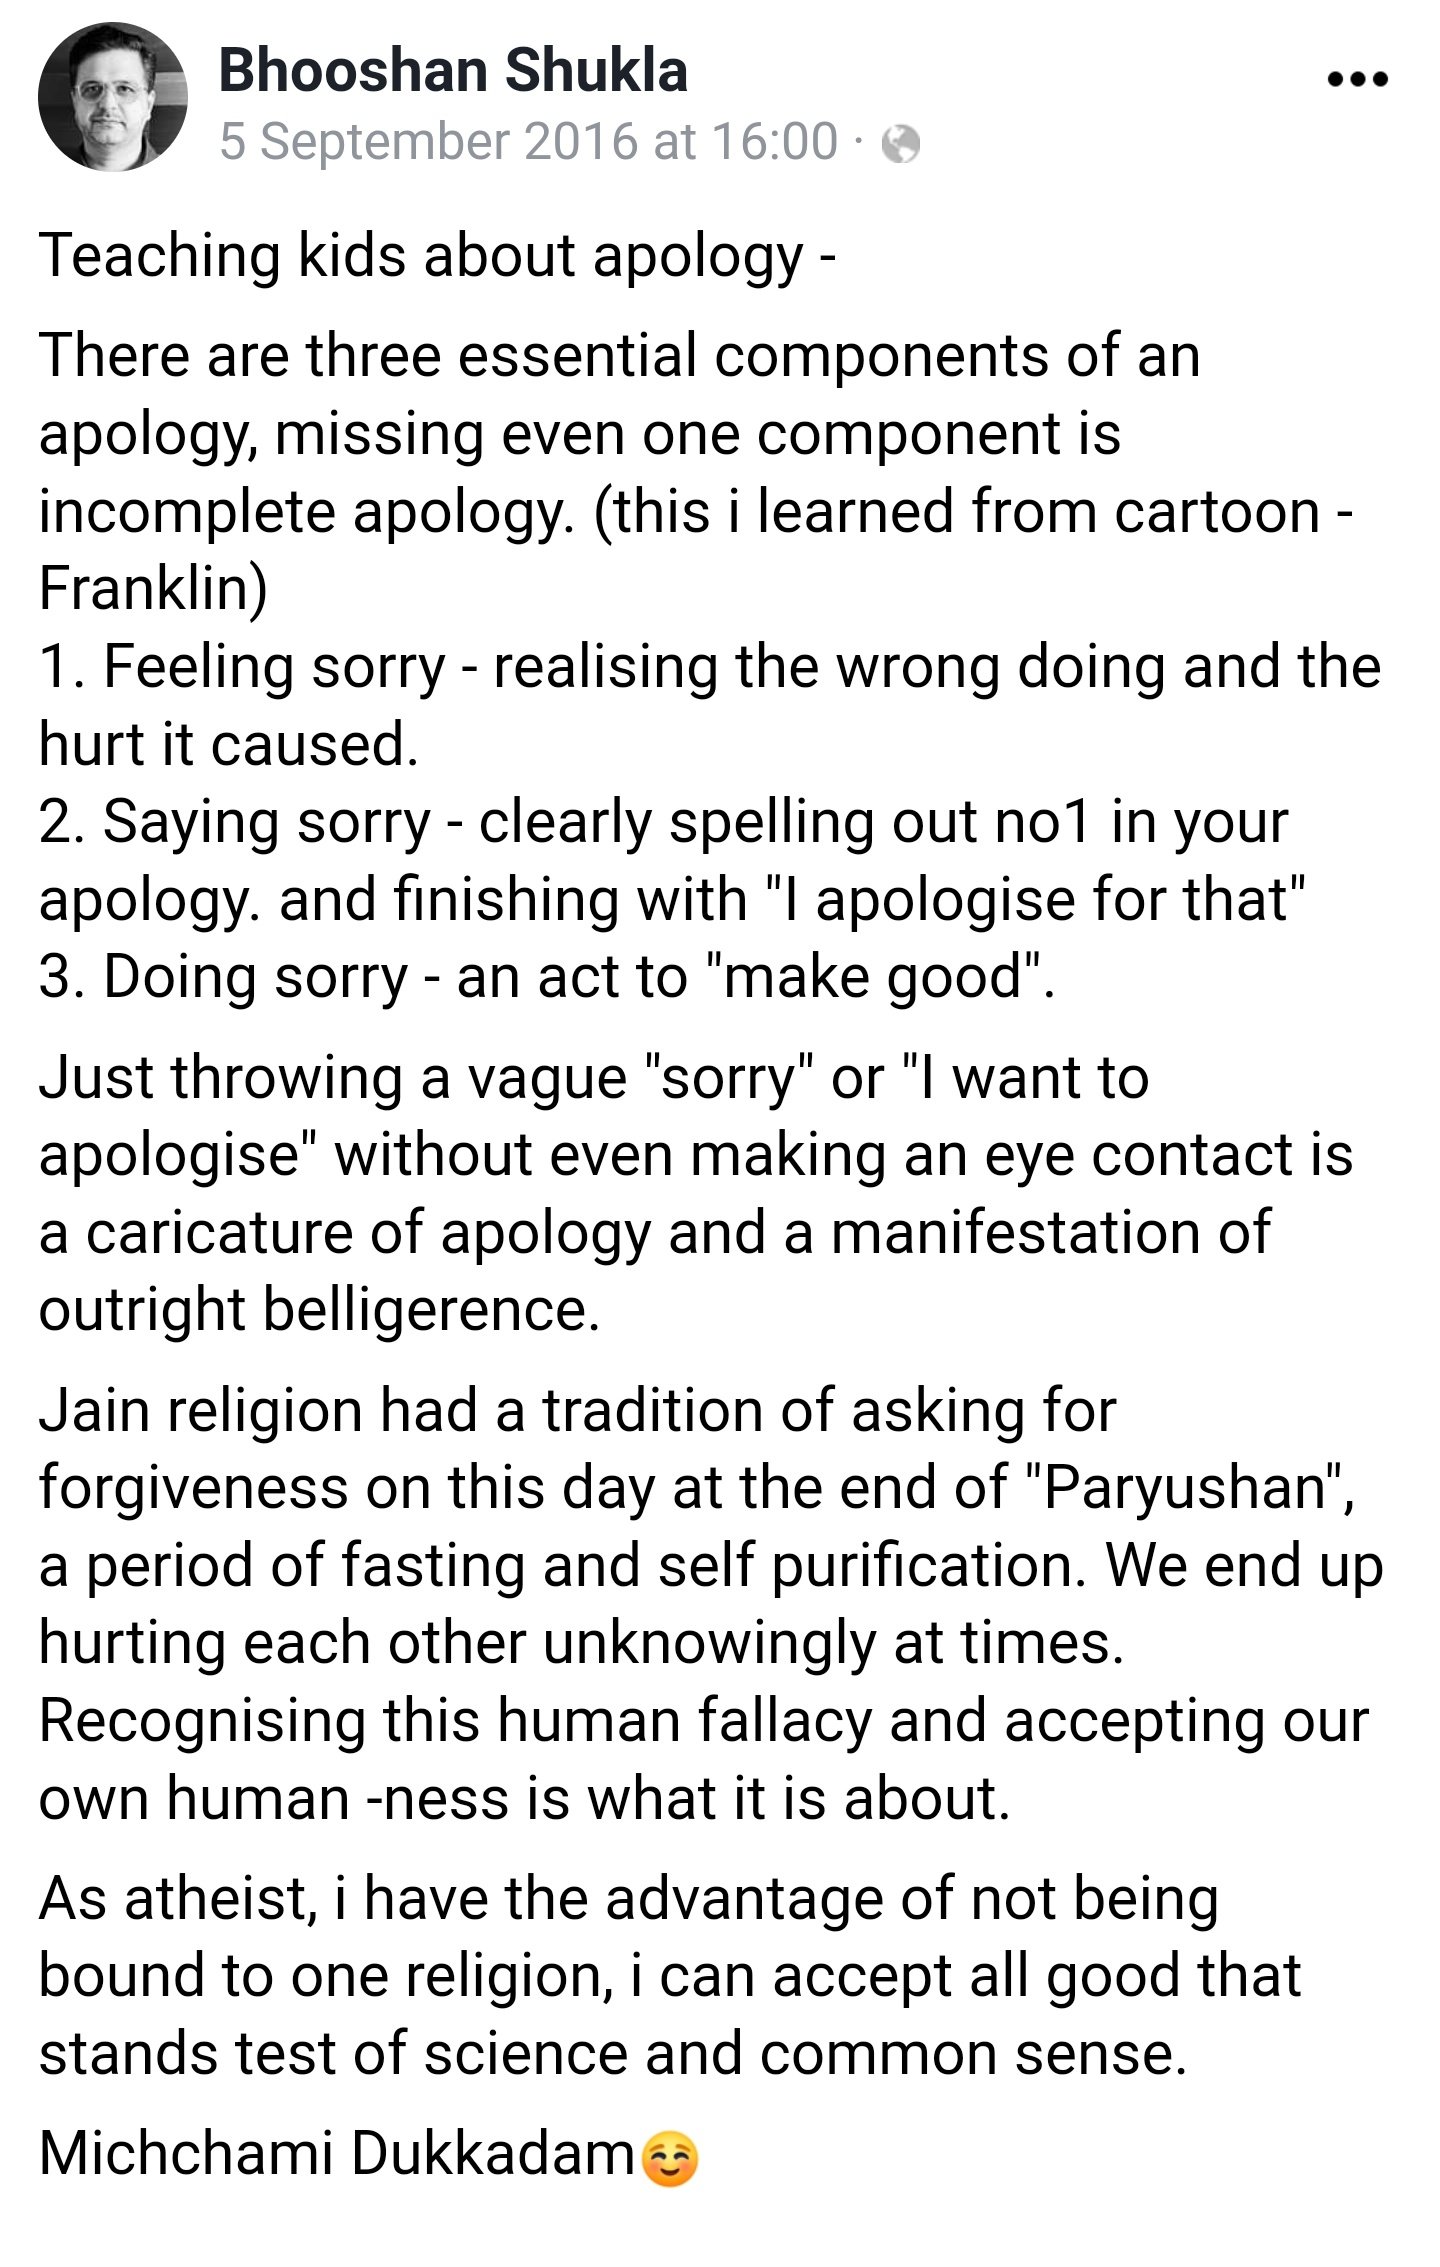 Bhooshan Shukla
5 September 2016 at 16:00 ·
Teaching kids about apology -
There are three essential components of an
apology, missing even one component is
incomplete apology. (this i learned from cartoon -
Franklin)
1. Feeling sorry - realising the wrong doing and the
hurt it caused.
2. Saying sorry - clearly spelling out no1 in your
apology. and finishing with "I apologise for that"
3. Doing sorry - an act to "make good".
Just throwing a vague "sorry" or "I want to
apologise" without even making an eye contact is
a caricature of apology and a manifestation of
outright belligerence.
Jain religion had a tradition of asking for
forgiveness on this day at the end of "Paryushan",
a period of fasting and self purification. We end up
hurting each other unknowingly at times.
Recognising this human fallacy and accepting our
own human -ness is what it is about.
As atheist, i have the advantage of not being
bound to one religion, i can accept all good that
stands test of science and common sense.
Michchami Dukkadam☺️